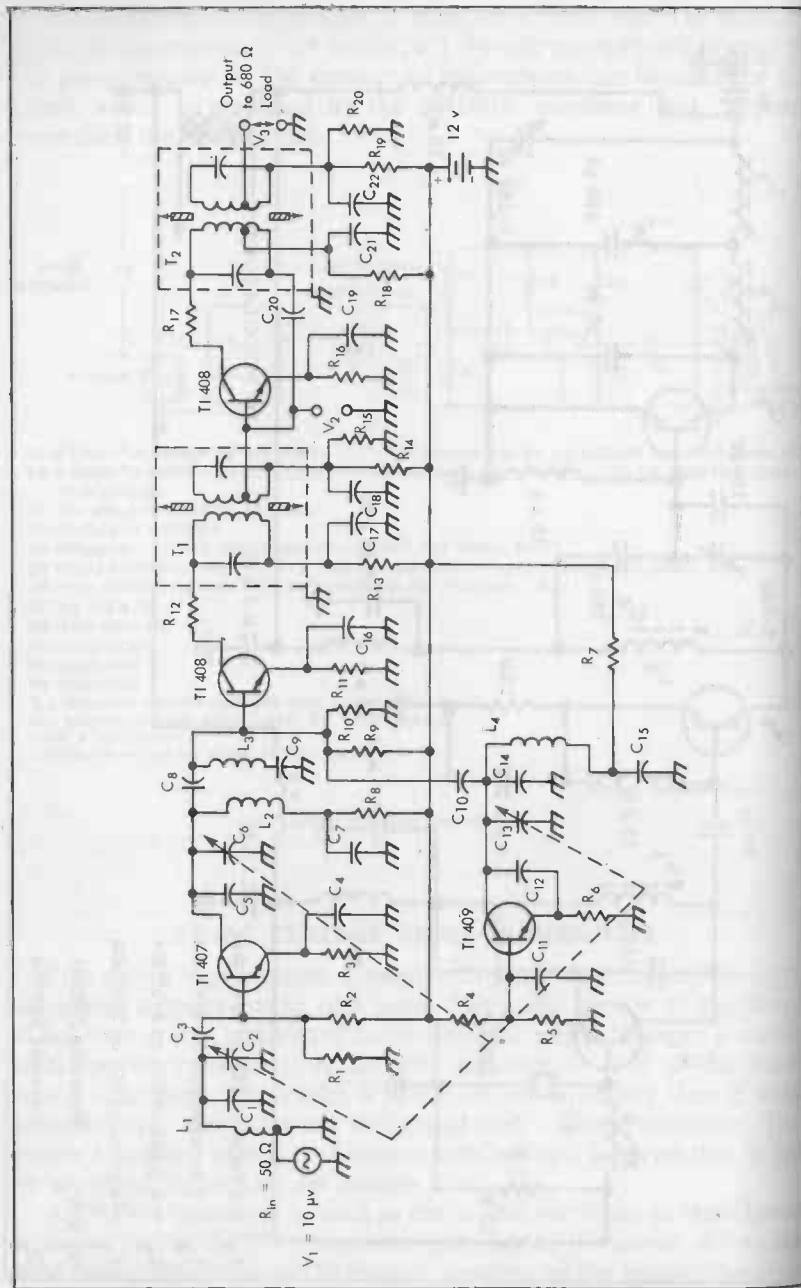 Output
to 680 Ω
Load
V3
R20
R19
12 v
+
-
C22
C21
R18
T2
C20
C19
R17
R16
TI 408
V2
R15
R14
C18
C17
T1
R13
R12
C16
R11
TI 408
R10
R9
L3
C9
C8
R8
L2
C7
C6
C5
C4
R3
TI 407
R2
R1
C3
C2
C1
L1
R4
R5
R7
L4
C15
C14
C10
C13
C12
R6
TI 409
C11
RIn = 50 Ω
V1 = 10 μv